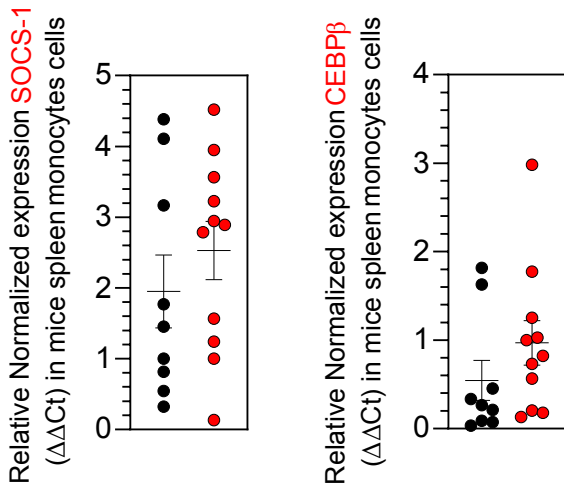 Relative Normalized expression SOCS-1
(ΔΔCt) in mice spleen monocytes cells
5
4
3
2
1
0
Relative Normalized expression CEBPβ
(ΔΔCt) in mice spleen monocytes cells
4
3
2
1
0